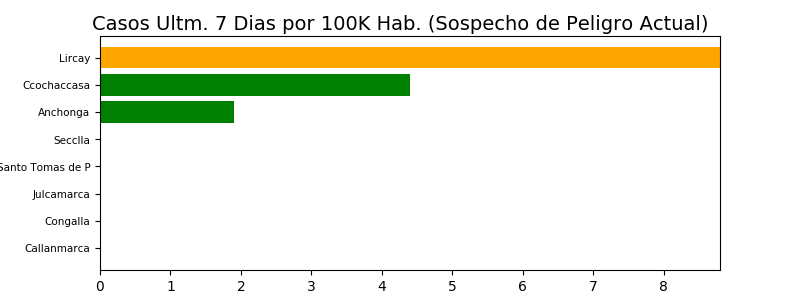 Casos Ultm. 7 Dias por 100K Hab. (Sospecho de Peligro Actual)
Lircay
Ccochaccasa
Anchonga
Secclla
Santo Tomas de P
Julcamarca
Congalla
Callanmarca
0 1 2 3 4 5 6 7 8